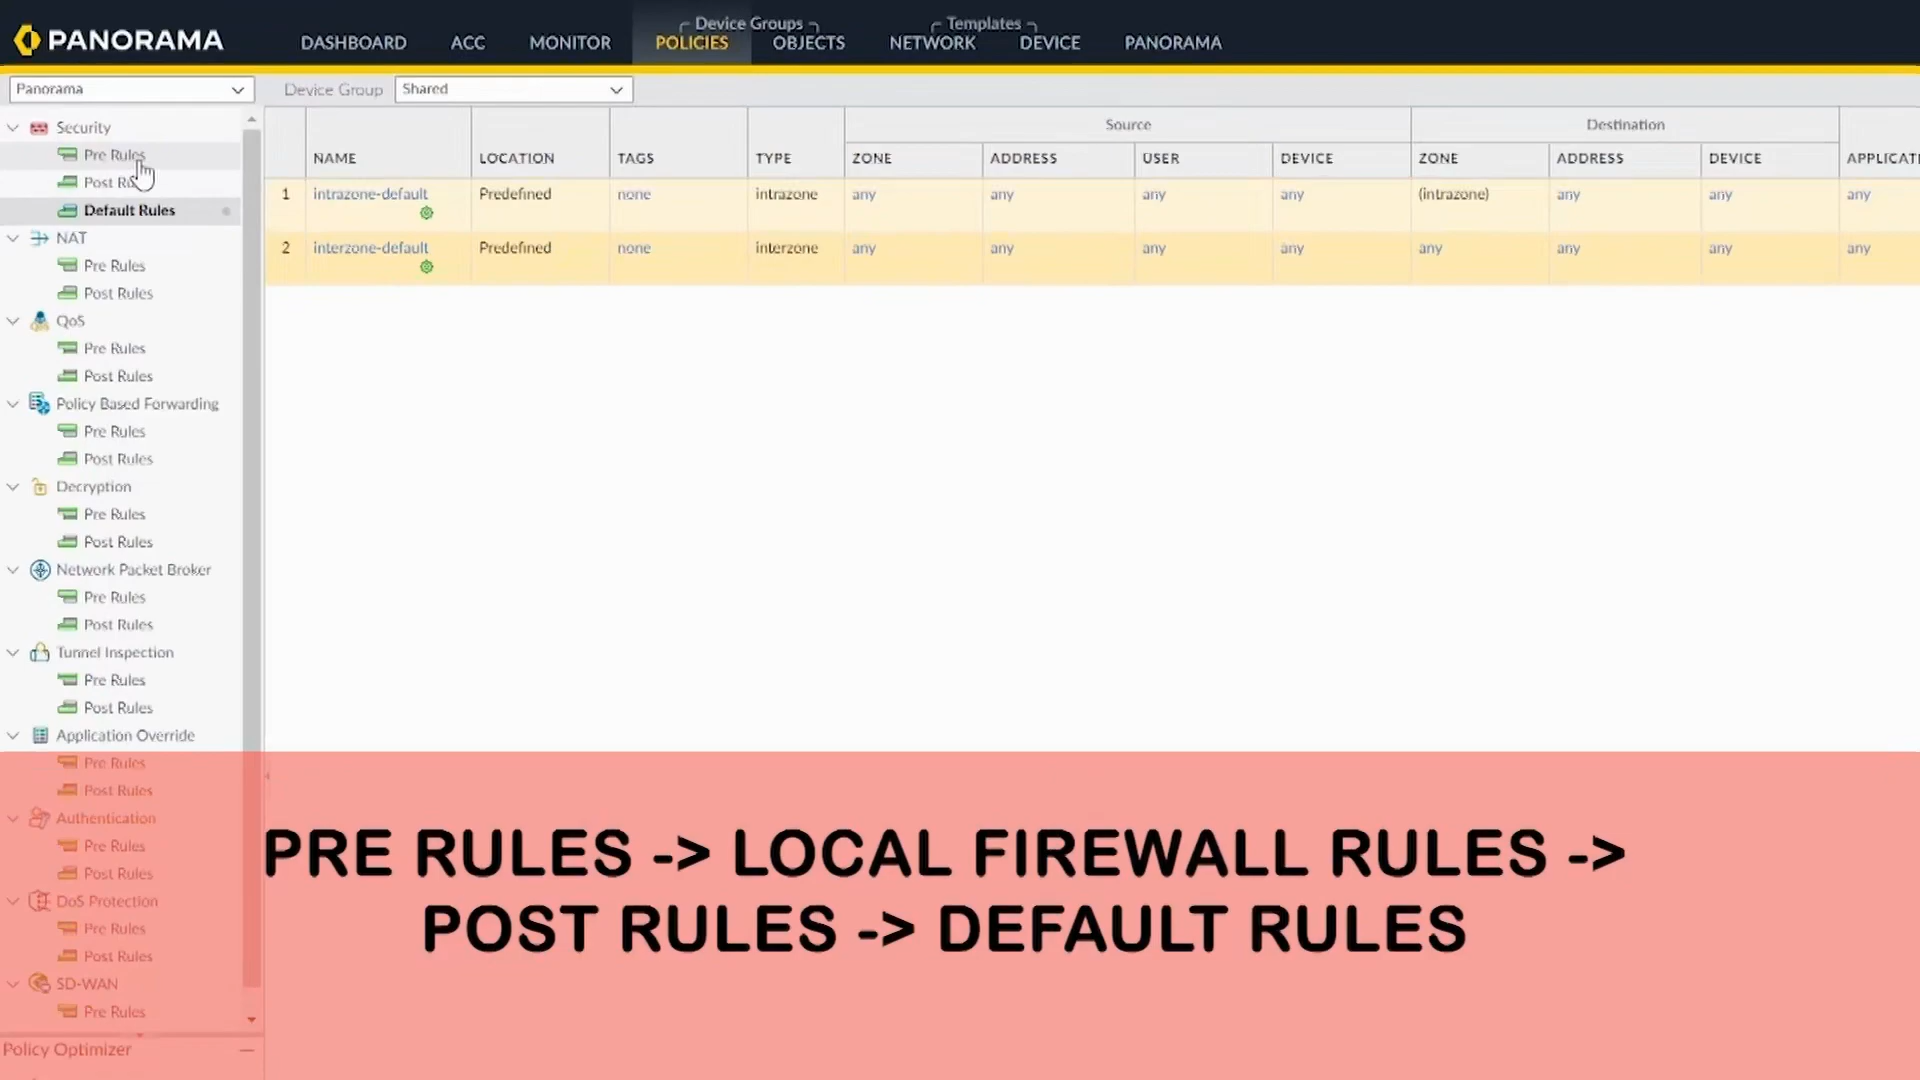 PANORAMA
DASHBOARD
ACC
MONITOR
Device Groups
POLICIES
OBJECTS
Templates
NETWORK
DEVICE
PANORAMA
Panorama
Device Group
Shared
Security
Pre Rules
Post
Default Rules
NAT
Pre Rules
Post Rules
QoS
Pre Rules
Post Rules
Policy Based Forwarding
Pre Rules
Post Rules
Decryption
Pre Rules
Post Rules
Network Packet Broker
Pre Rules
Post Rules
Tunnel Inspection
Pre Rules
Post Rules
Application Override
Pre Rules
Post Rules
Authentication
Pre Rules
Post Rules
DoS Protection
Pre Rules
Post Rules
SD-WAN
Pre Rules
Policy Optimizer
Source
Destination
NAME LOCATION TAGS TYPE ZONE ADDRESS USER DEVICE ZONE ADDRESS DEVICE
1 intrazone-default Predefined none intrazone any any any any (intrazone) any any any
2 interzone-default Predefined none interzone any any any any any any any any
PRE RULES -> LOCAL FIREWALL RULES ->
POST RULES -> DEFAULT RULES